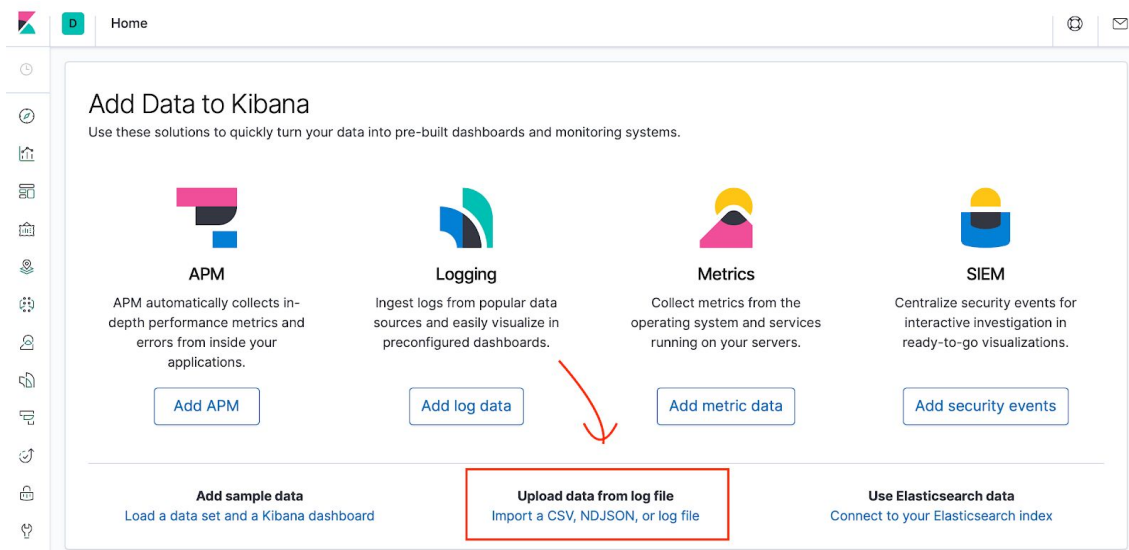 D
Home
Add Data to Kibana
Use these solutions to quickly turn your data into pre-built dashboards and monitoring systems.
APM
APM automatically collects in-
depth performance metrics and
errors from inside your
applications.
Add APM
Logging
Ingest logs from popular data
sources and easily visualize in
preconfigured dashboards.
Add log data
Metrics
Collect metrics from the
operating system and services
running on your servers.
Add metric data
SIEM
Centralize security events for
interactive investigation in
ready-to-go visualizations.
Add security events
Add sample data
Load a data set and a Kibana dashboard
Upload data from log file
Import a CSV, NDJSON, or log file
Use Elasticsearch data
Connect to your Elasticsearch index